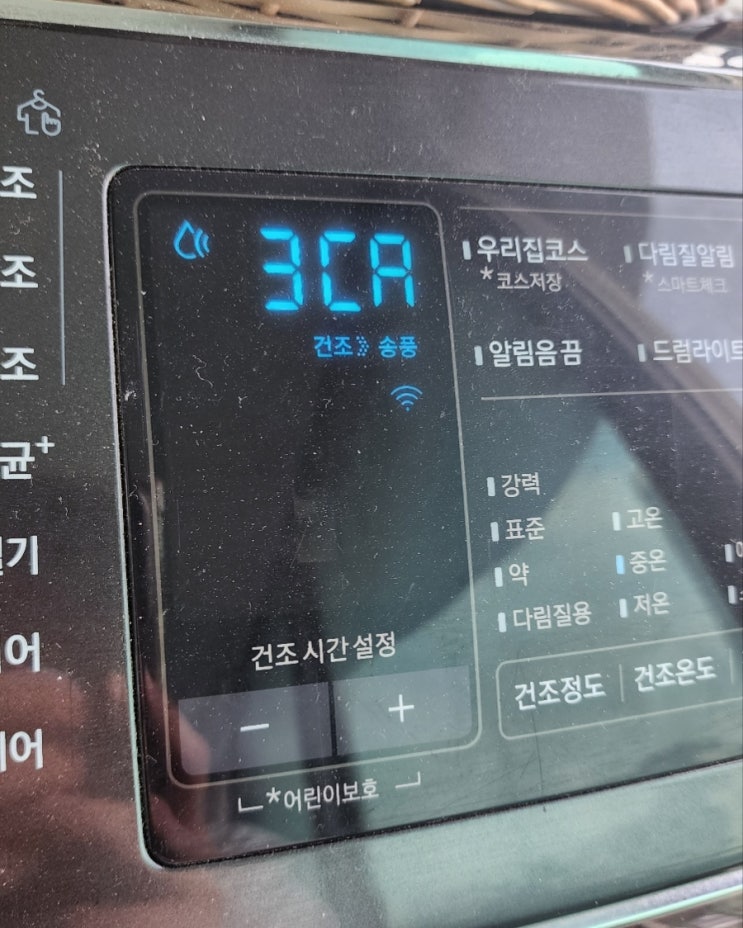 조
조
조
균+
기
어
어
3CA
건조 송풍
건조 시간 설정
− +
*어린이보호
우리집코스 다림질알림
*코스저장 *스마트체크
알림음 끔 드럼라이트
강력
표준 고온
약 중온
다림질용 저온
건조정도 건조온도